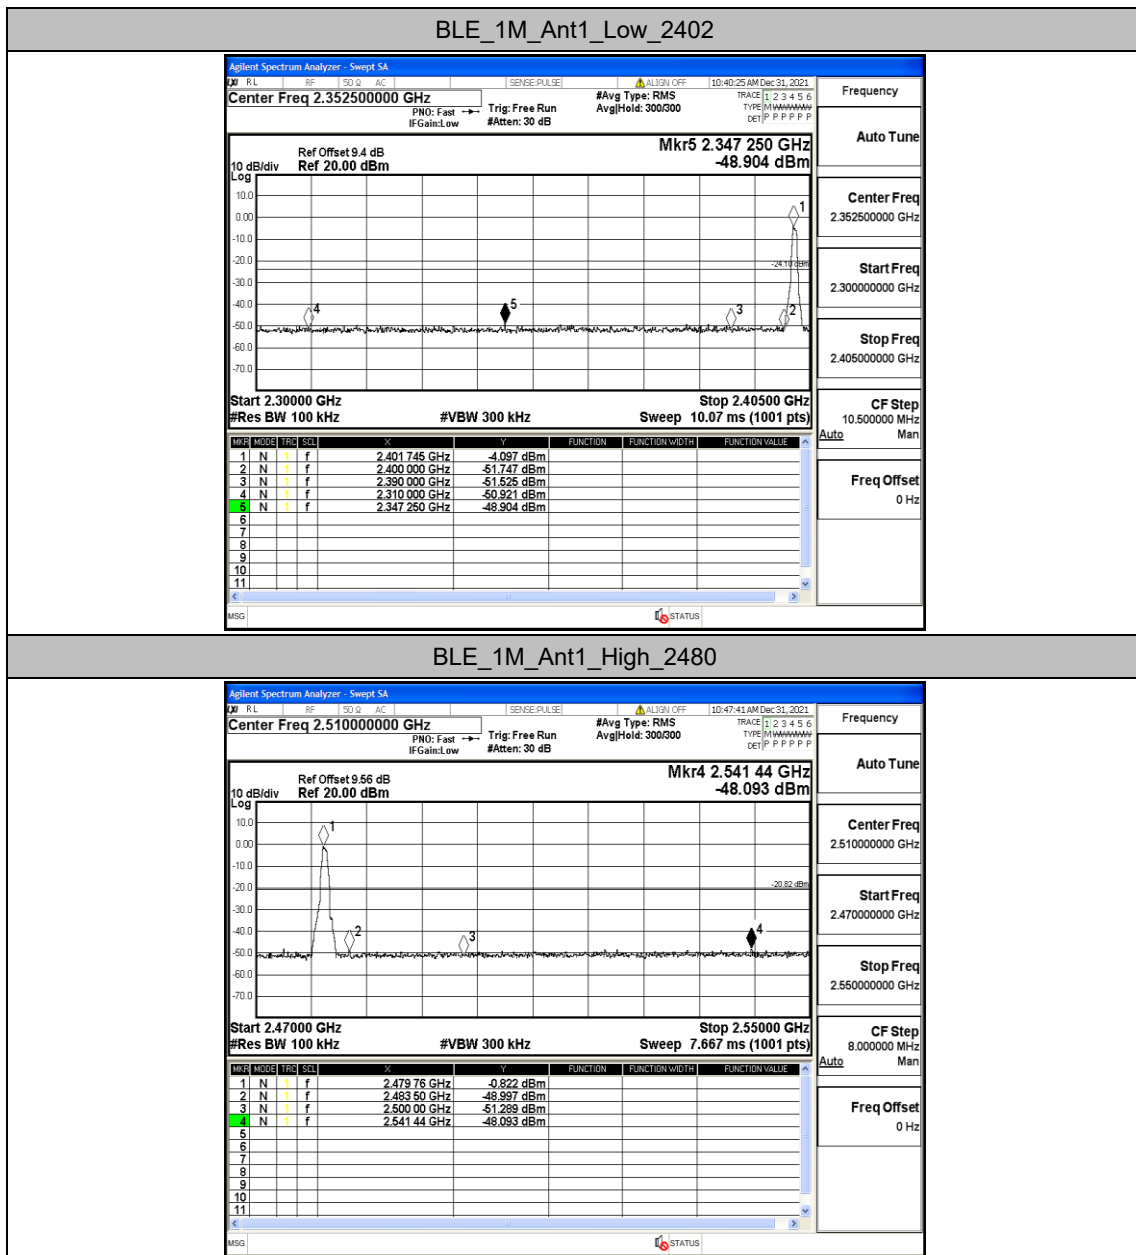 BLE_1M_Ant1_Low_2402
Agilent Spectrum Analyzer - Swept SA
LXI RL RF 50 Ω AC SENSE:PULSE ALIGN OFF 10:40:25 AM Dec 31, 2021
Center Freq 2.352500000 GHz
PNO: Fast
IFGain:Low
Trig: Free Run
#Atten: 30 dB
#Avg Type: RMS
Avg|Hold: 300/300
TRACE 1 2 3 4 5 6
TYPE M WWWWW
DET P P P P P P
Ref Offset 9.4 dB
10 dB/div Ref 20.00 dBm
Log
Mkr5 2.347 250 GHz
-48.904 dBm
10.0
0.00
-10.0
-20.0
-30.0
-40.0
-50.0
-60.0
-70.0
-24.10 dBm
1
4
5
3
2
Start 2.30000 GHz Stop 2.40500 GHz
#Res BW 100 kHz #VBW 300 kHz Sweep 10.07 ms (1001 pts)
MKR MODE TRC SCL X Y FUNCTION FUNCTION WIDTH FUNCTION VALUE
1 N 1 f 2.401 745 GHz -4.097 dBm
2 N 1 f 2.400 000 GHz -51.747 dBm
3 N 1 f 2.390 000 GHz -51.525 dBm
4 N 1 f 2.310 000 GHz -50.921 dBm
5 N 1 f 2.347 250 GHz -48.904 dBm
6
7
8
9
10
11
MSG STATUS
Frequency
Auto Tune
Center Freq
2.352500000 GHz
Start Freq
2.300000000 GHz
Stop Freq
2.405000000 GHz
CF Step
10.500000 MHz
Auto Man
Freq Offset
0 Hz
BLE_1M_Ant1_High_2480
Agilent Spectrum Analyzer - Swept SA
LXI RL RF 50 Ω AC SENSE:PULSE ALIGN OFF 10:47:41 AM Dec 31, 2021
Center Freq 2.510000000 GHz
PNO: Fast
IFGain:Low
Trig: Free Run
#Atten: 30 dB
#Avg Type: RMS
Avg|Hold: 300/300
TRACE 1 2 3 4 5 6
TYPE M WWWWW
DET P P P P P P
Ref Offset 9.56 dB
10 dB/div Ref 20.00 dBm
Log
Mkr4 2.541 44 GHz
-48.093 dBm
10.0
0.00
-10.0
-20.0
-30.0
-40.0
-50.0
-60.0
-70.0
-20.82 dBm
1
2
3
4
Start 2.47000 GHz Stop 2.55000 GHz
#Res BW 100 kHz #VBW 300 kHz Sweep 7.667 ms (1001 pts)
MKR MODE TRC SCL X Y FUNCTION FUNCTION WIDTH FUNCTION VALUE
1 N 1 f 2.479 76 GHz -0.822 dBm
2 N 1 f 2.483 50 GHz -48.997 dBm
3 N 1 f 2.500 00 GHz -51.289 dBm
4 N 1 f 2.541 44 GHz -48.093 dBm
5
6
7
8
9
10
11
MSG STATUS
Frequency
Auto Tune
Center Freq
2.510000000 GHz
Start Freq
2.470000000 GHz
Stop Freq
2.550000000 GHz
CF Step
8.000000 MHz
Auto Man
Freq Offset
0 Hz